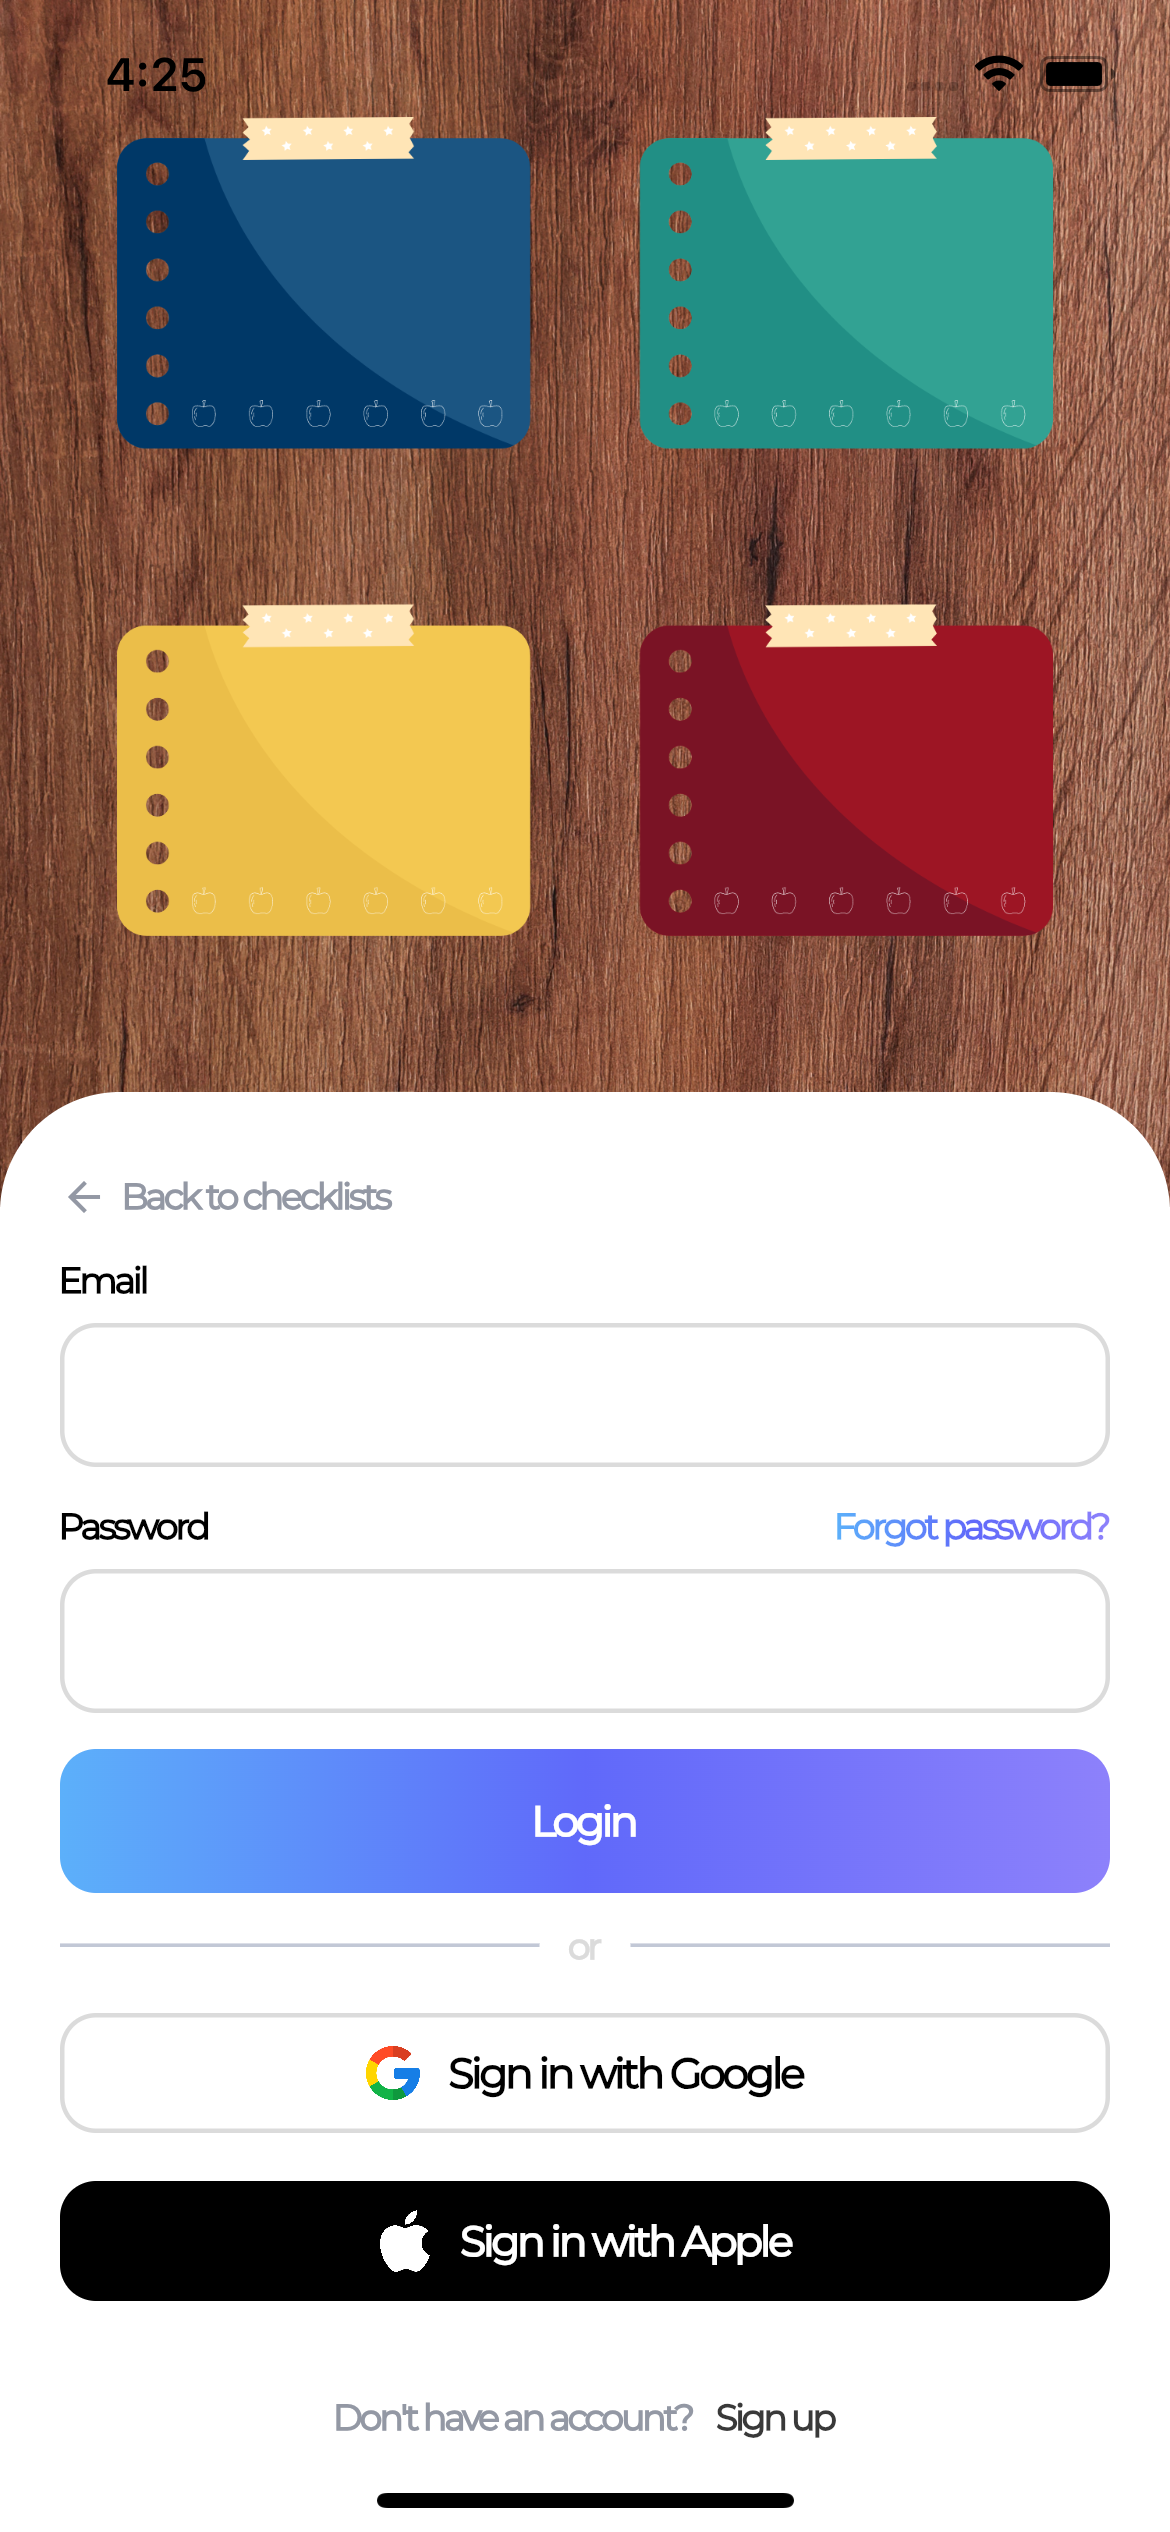 4:25
Back to checklists
Email
Password
Forgot password?
Login
or
Sign in with Google
Sign in with Apple
Don't have an account? Sign up